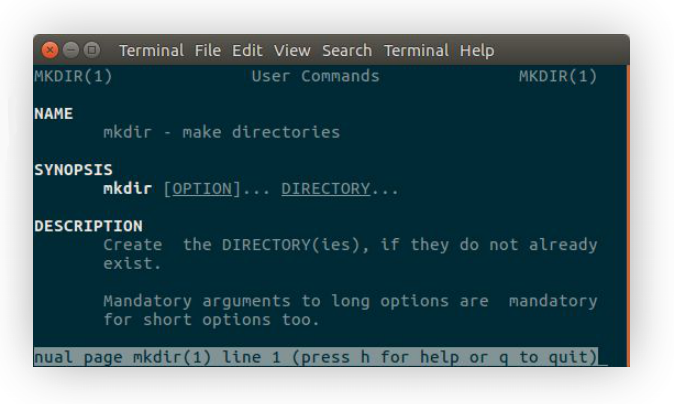 Terminal File Edit View Search Terminal Help
MKDIR(1) User Commands MKDIR(1)
NAME
mkdir - make directories
SYNOPSIS
mkdir [OPTION]... DIRECTORY...
DESCRIPTION
Create the DIRECTORY(ies), if they do not already
exist.
Mandatory arguments to long options are mandatory
for short options too.
nual page mkdir(1) line 1 (press h for help or q to quit)